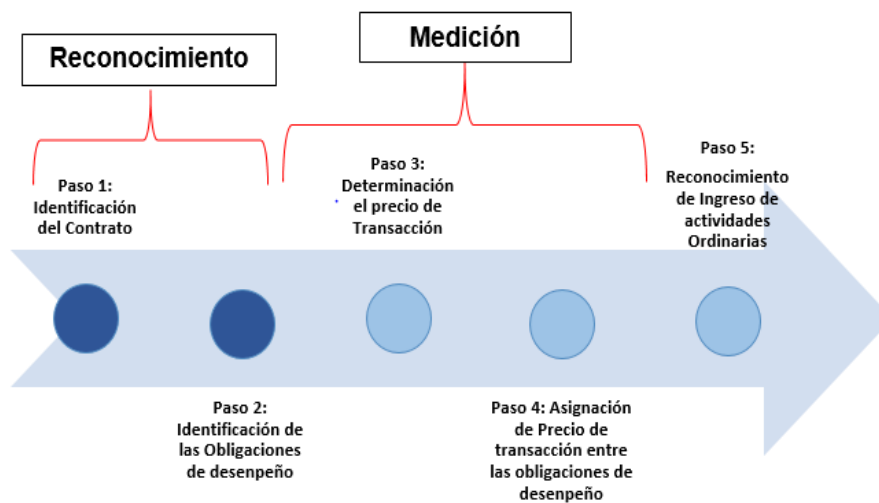 Reconocimiento
Medición
Paso 1:
Identificación
del Contrato
Paso 2:
Identificación de
las Obligaciones
de desempeño
Paso 3:
Determinación
el precio de
Transacción
Paso 4: Asignación
de Precio de
transacción entre
las obligaciones de
desempeño
Paso 5:
Reconocimiento
de Ingreso de
actividades
Ordinarias